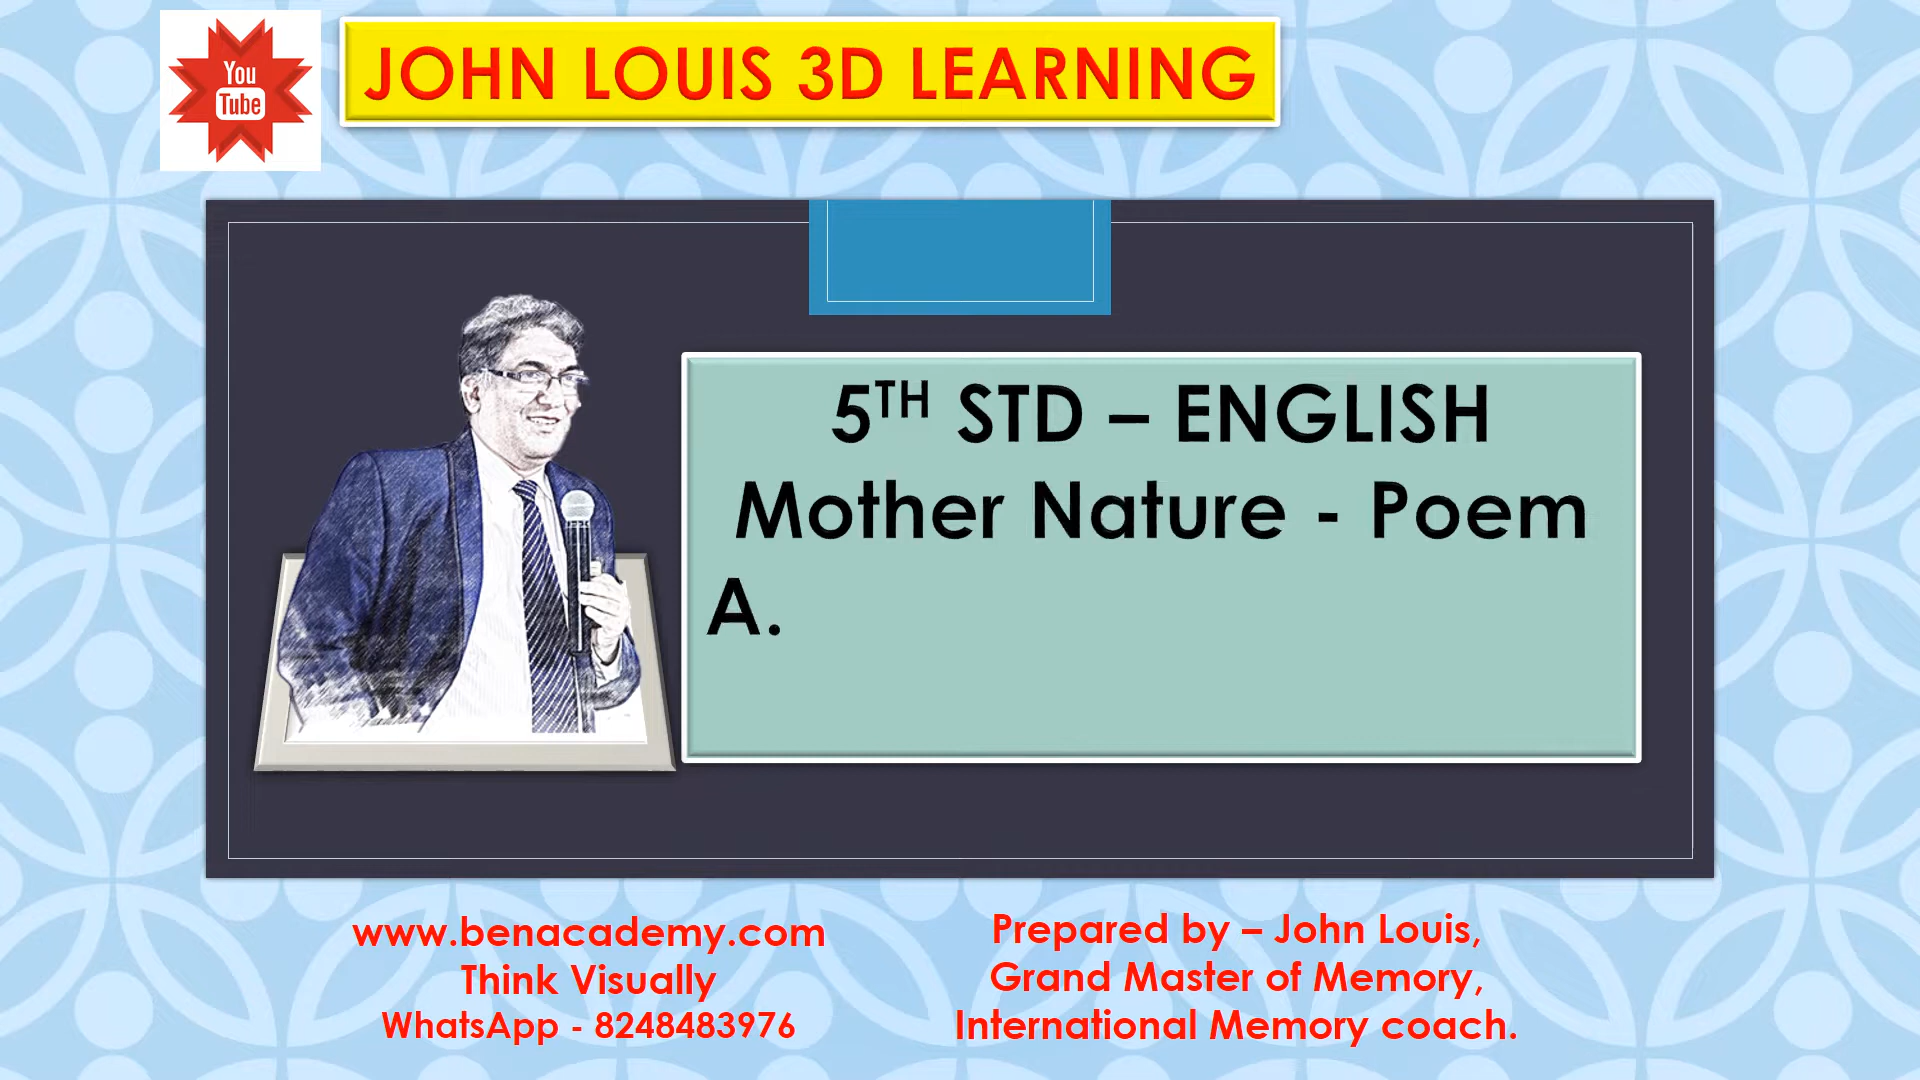 You
Tube
JOHN LOUIS 3D LEARNING
5TH STD – ENGLISH
Mother Nature - Poem
A.
www.benacademy.com
Think Visually
WhatsApp - 8248483976
Prepared by – John Louis,
Grand Master of Memory,
International Memory coach.